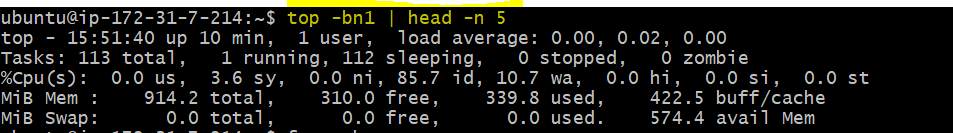 ubuntu@ip-172-31-7-214:~$ top -bn1 | head -n 5
top - 15:51:40 up 10 min,  1 user,  load average: 0.00, 0.02, 0.00
Tasks: 113 total,   1 running, 112 sleeping,   0 stopped,   0 zombie
%Cpu(s):  0.0 us,  3.6 sy,  0.0 ni, 85.7 id, 10.7 wa,  0.0 hi,  0.0 si,  0.0 st
MiB Mem :    914.2 total,    310.0 free,    339.8 used,    422.5 buff/cache
MiB Swap:      0.0 total,      0.0 free,      0.0 used.    574.4 avail Mem